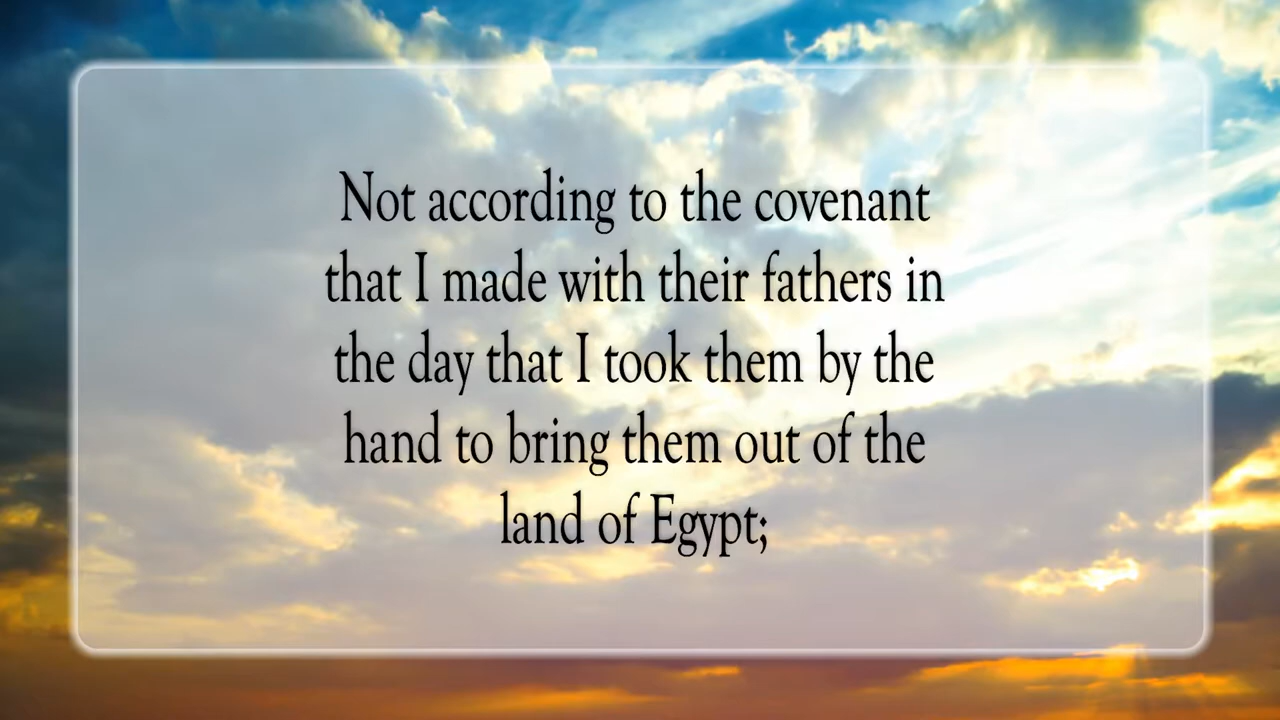 Not according to the covenant
that I made with their fathers in
the day that I took them by the
hand to bring them out of the
land of Egypt;